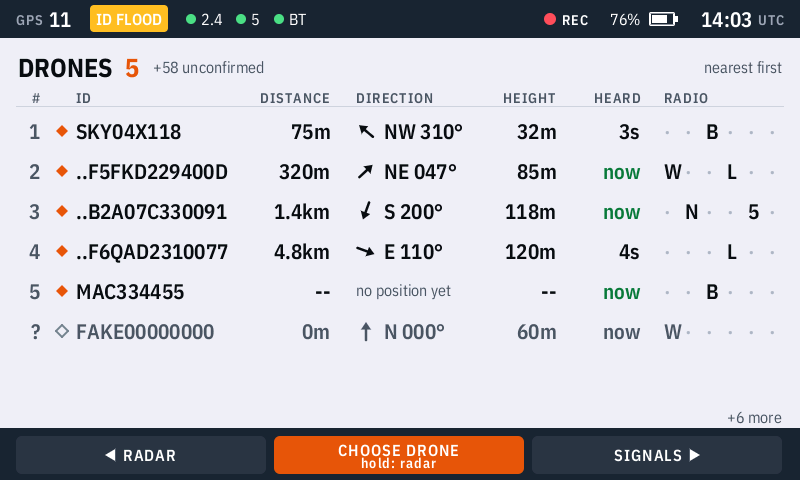 GPS 11 ID FLOOD 2.4 5 BT REC 76% 14:03 UTC
DRONES 5 +58 unconfirmed nearest first
# ID DISTANCE DIRECTION HEIGHT HEARD RADIO
1 SKY04X118 75m NW 310° 32m 3s · · B · · ·
2 ..F5FKD229400D 320m NE 047° 85m now W · · L · ·
3 ..B2A07C330091 1.4km S 200° 118m now · N · · 5 ·
4 ..F6QAD2310077 4.8km E 110° 120m 4s · · · L · ·
5 MAC334455 -- no position yet -- now · · B · · ·
? FAKE00000000 0m N 000° 60m now W · · · · ·
+6 more
◀ RADAR CHOOSE DRONE SIGNALS ▶
hold: radar